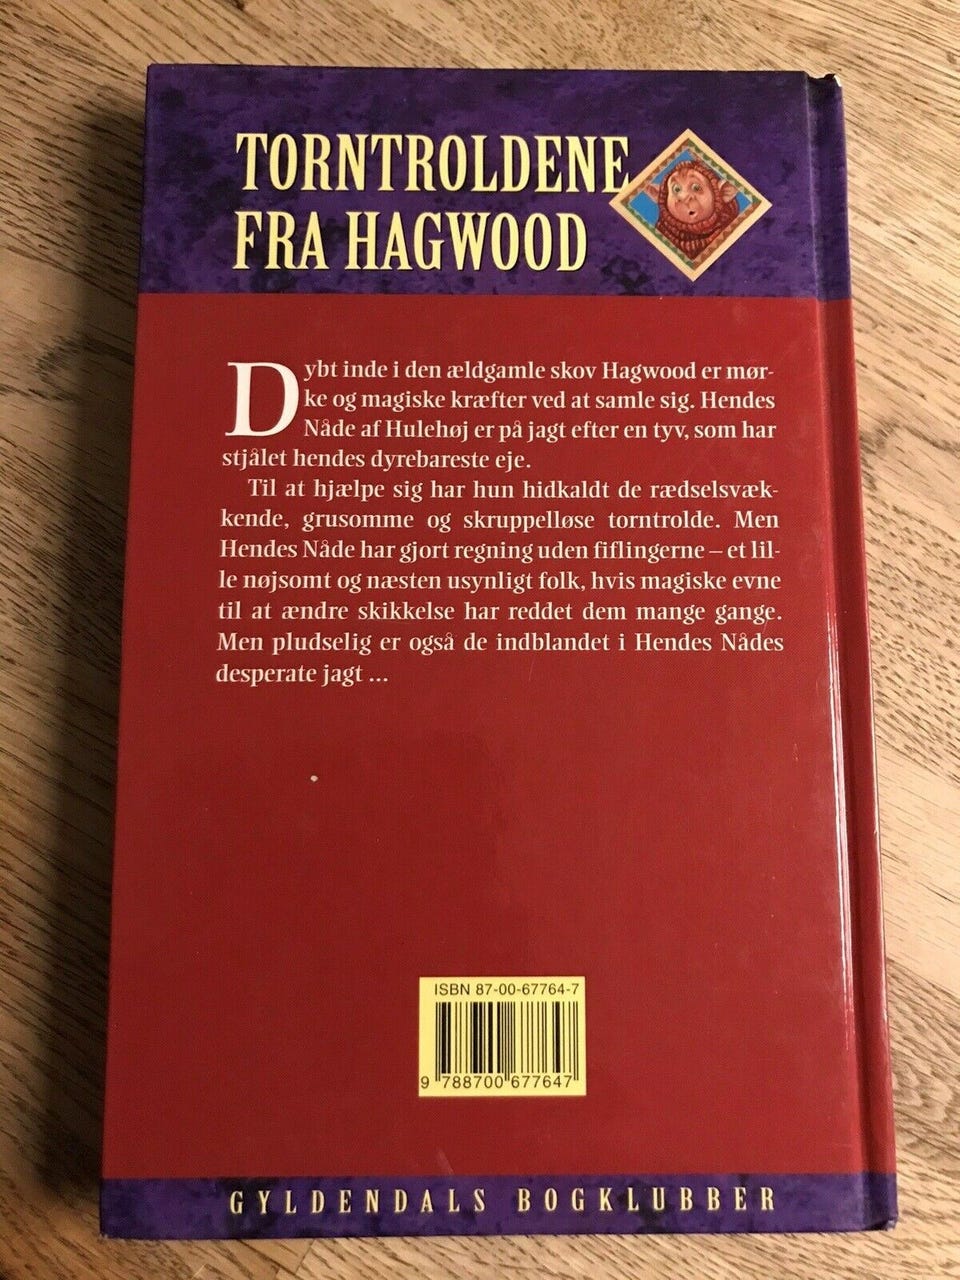 TORNTROLDENE
FRA HAGWOOD
Dybt inde i den ældgamle skov Hagwood er mør-
ke og magiske kræfter ved at samle sig. Hendes
Nåde af Hulehøj er på jagt efter en tyv, som har
stjålet hendes dyrebareste eje.
Til at hjælpe sig har hun hidkaldt de rædselsvæk-
kende, grusomme og skruppelløse torntrolde. Men
Hendes Nåde har gjort regning uden fiflingerne – et lil-
le nøjsomt og næsten usynligt folk, hvis magiske evne
til at ændre skikkelse har reddet dem mange gange.
Men pludselig er også de indblandet i Hendes Nådes
desperate jagt ...
ISBN 87-00-67764-7
9 788700 677647
GYLDENDALS BOGKLUBBER